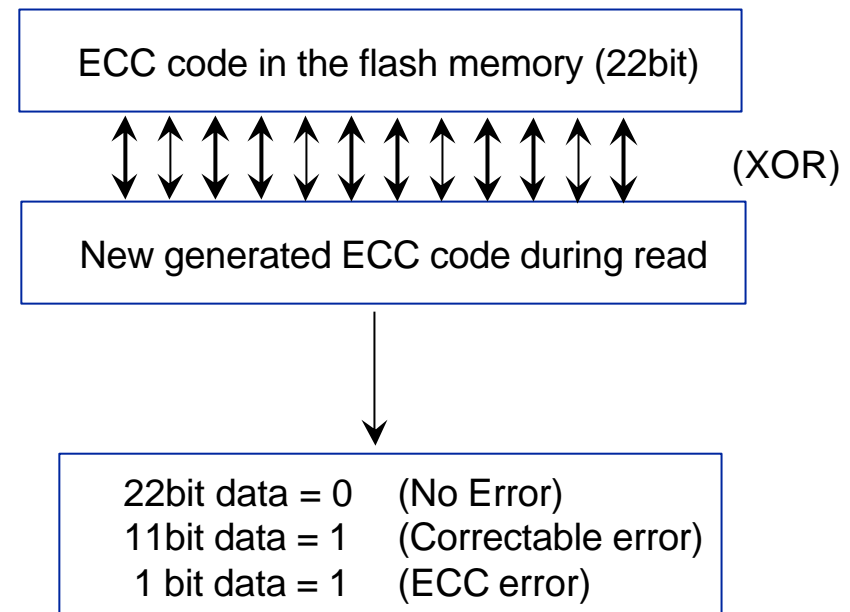 ECC code in the flash memory (22bit)
(XOR)
New generated ECC code during read
22bit data = 0 (No Error)
11bit data = 1 (Correctable error)
1 bit data = 1 (ECC error)